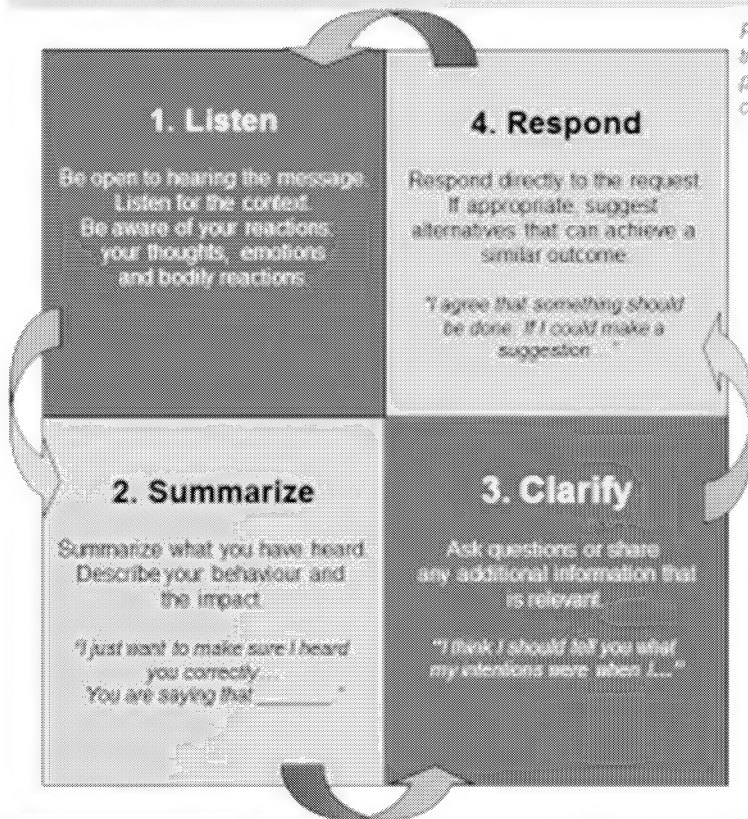 1. Listen
Be open to hearing the message.
Listen for the context.
Be aware of your reactions,
your thoughts, emotions
and bodily reactions.
2. Summarize
Summarize what you have heard.
Describe your behaviour and
the impact.
"I just want to make sure I heard
you correctly...
You are saying that _______."
3. Clarify
Ask questions or share
any additional information that
is relevant.
"I think I should tell you what
my intentions were when I...."
4. Respond
Respond directly to the request.
If appropriate, suggest
alternatives that can achieve a
similar outcome.
"I agree that something should
be done. If I could make a
suggestion..."